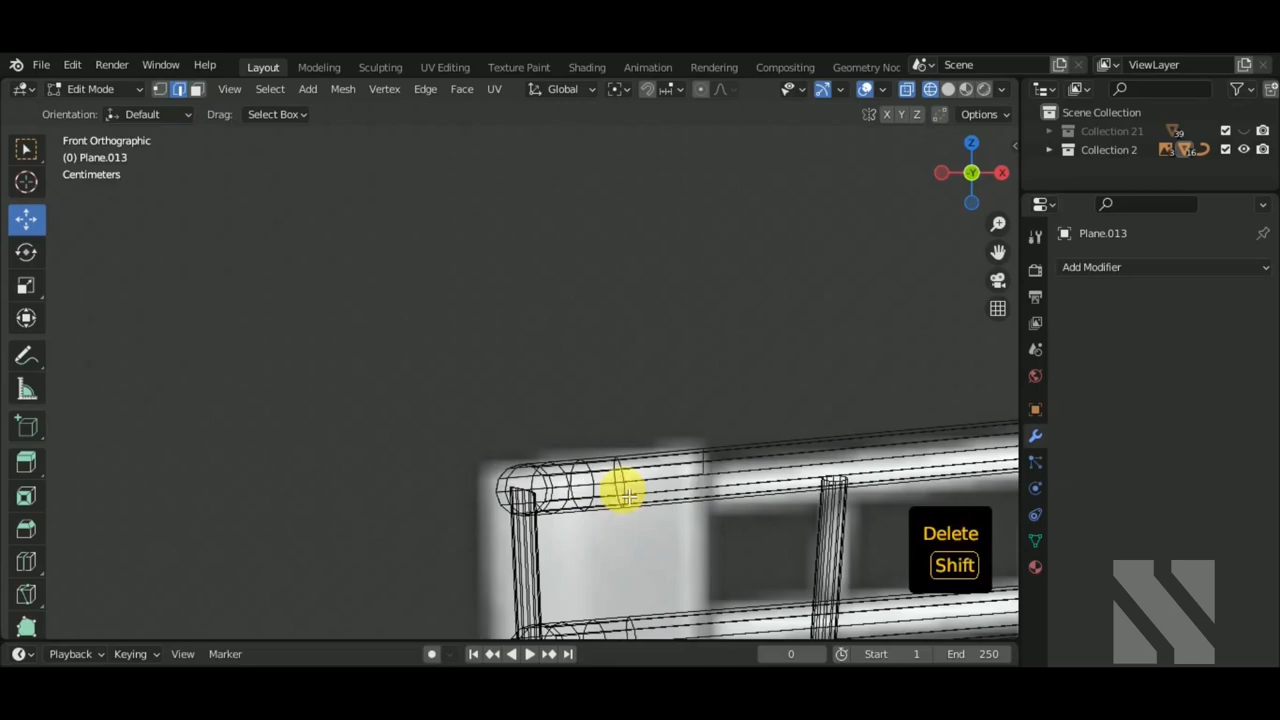 File Edit Render Window Help Layout Modeling Sculpting UV Editing Texture Paint Shading Animation Rendering Compositing Geometry Noc Scene ViewLayer
Edit Mode View Select Add Mesh Vertex Edge Face UV Global
Orientation: Default Drag: Select Box X Y Z Options
Scene Collection
Collection 21 39
Collection 2 3 16
Front Orthographic
(0) Plane.013
Centimeters
Z
Y X
Plane.013
Add Modifier
Delete
Shift
Playback Keying View Marker 0 Start 1 End 250